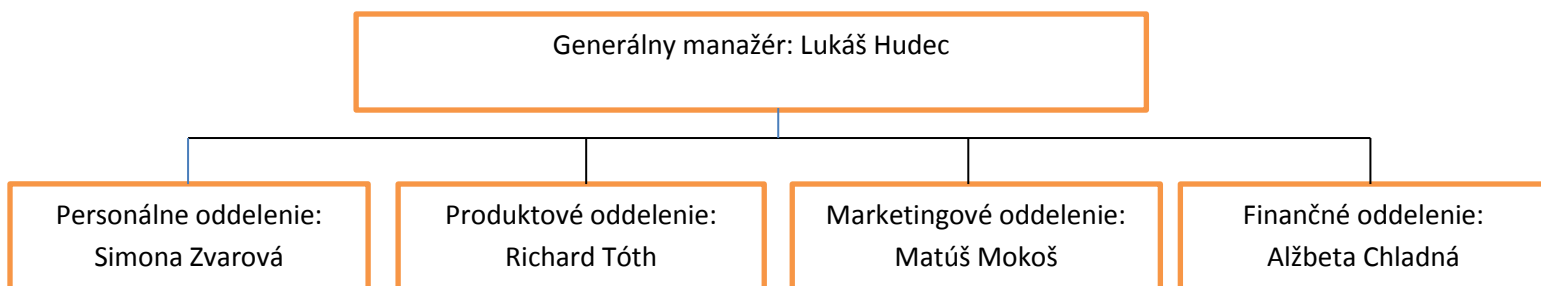 Generálny manažér: Lukáš Hudec
Personálne oddelenie:
Simona Zvarová
Produktové oddelenie:
Richard Tóth
Marketingové oddelenie:
Matúš Mokoš
Finančné oddelenie:
Alžbeta Chladná